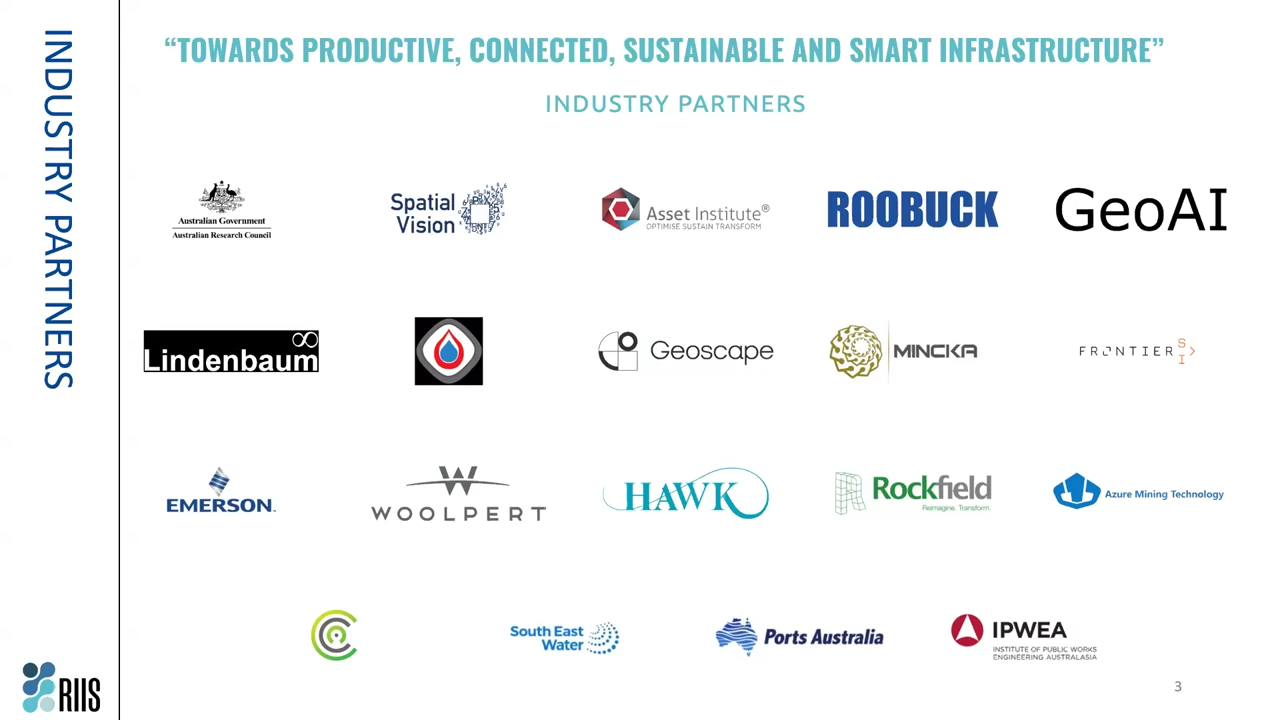 INDUSTRY PARTNERS
“TOWARDS PRODUCTIVE, CONNECTED, SUSTAINABLE AND SMART INFRASTRUCTURE”
INDUSTRY PARTNERS
Australian Government
Australian Research Council
Spatial
Vision
Asset Institute®
OPTIMISE SUSTAIN TRANSFORM
ROOBUCK
GeoAI
Lindenbaum
Geoscape
MINCKA
FRONTIER SI>
EMERSON.
W
WOOLPERT
HAWK
Rockfield
Reimagine. Transform.
Azure Mining Technology
South East
Water
Ports Australia
IPWEA
INSTITUTE OF PUBLIC WORKS
ENGINEERING AUSTRALASIA
RIIS
3